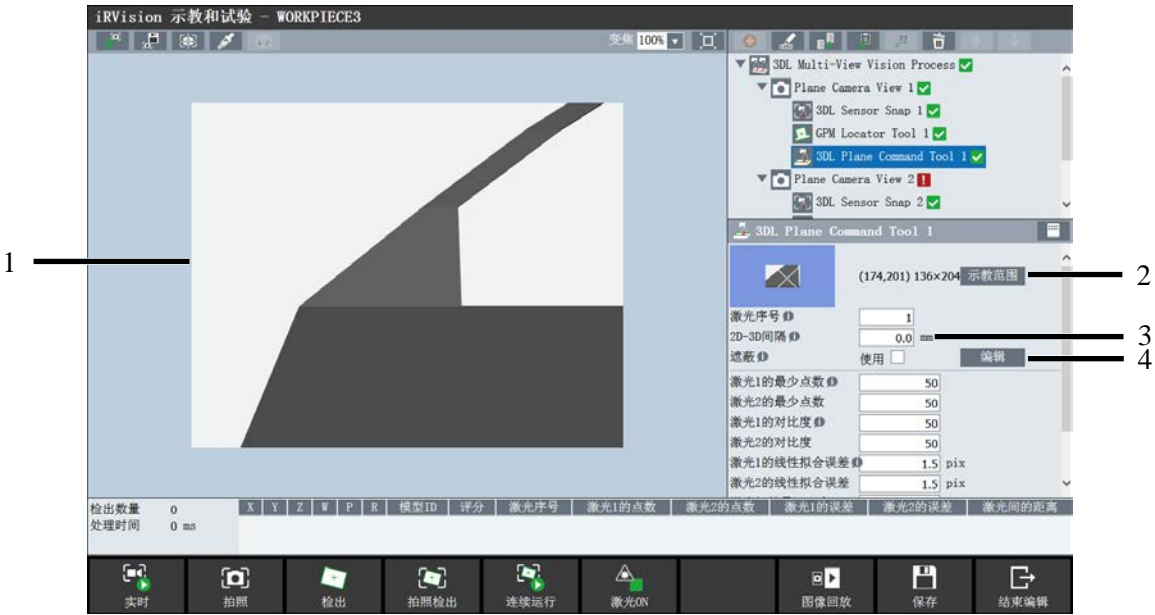 iRVision 示教和试验 - WORKPIECE3
变焦 100%
3DL Multi-View Vision Process
Plane Camera View 1
3DL Sensor Snap 1
GPM Locator Tool 1
3DL Plane Command Tool 1
Plane Camera View 2
3DL Sensor Snap 2
3DL Plane Command Tool 1
1
(174,201) 136×204 示教范围 2
激光序号 1
2D-3D间隔 0.0 mm 3
遮蔽 使用 编辑 4
激光1的最少点数 50
激光2的最少点数 50
激光1的对比度 50
激光2的对比度 50
激光1的线性拟合误差 1.5 pix
激光2的线性拟合误差 1.5 pix
检出数量 0 X Y Z W P R 模型ID 评分 激光序号 激光1的点数 激光2的点数 激光1的误差 激光2的误差 激光间的距离
处理时间 0 ms
实时 拍照 检出 拍照检出 连续运行 激光ON 图像回放 保存 结束编辑